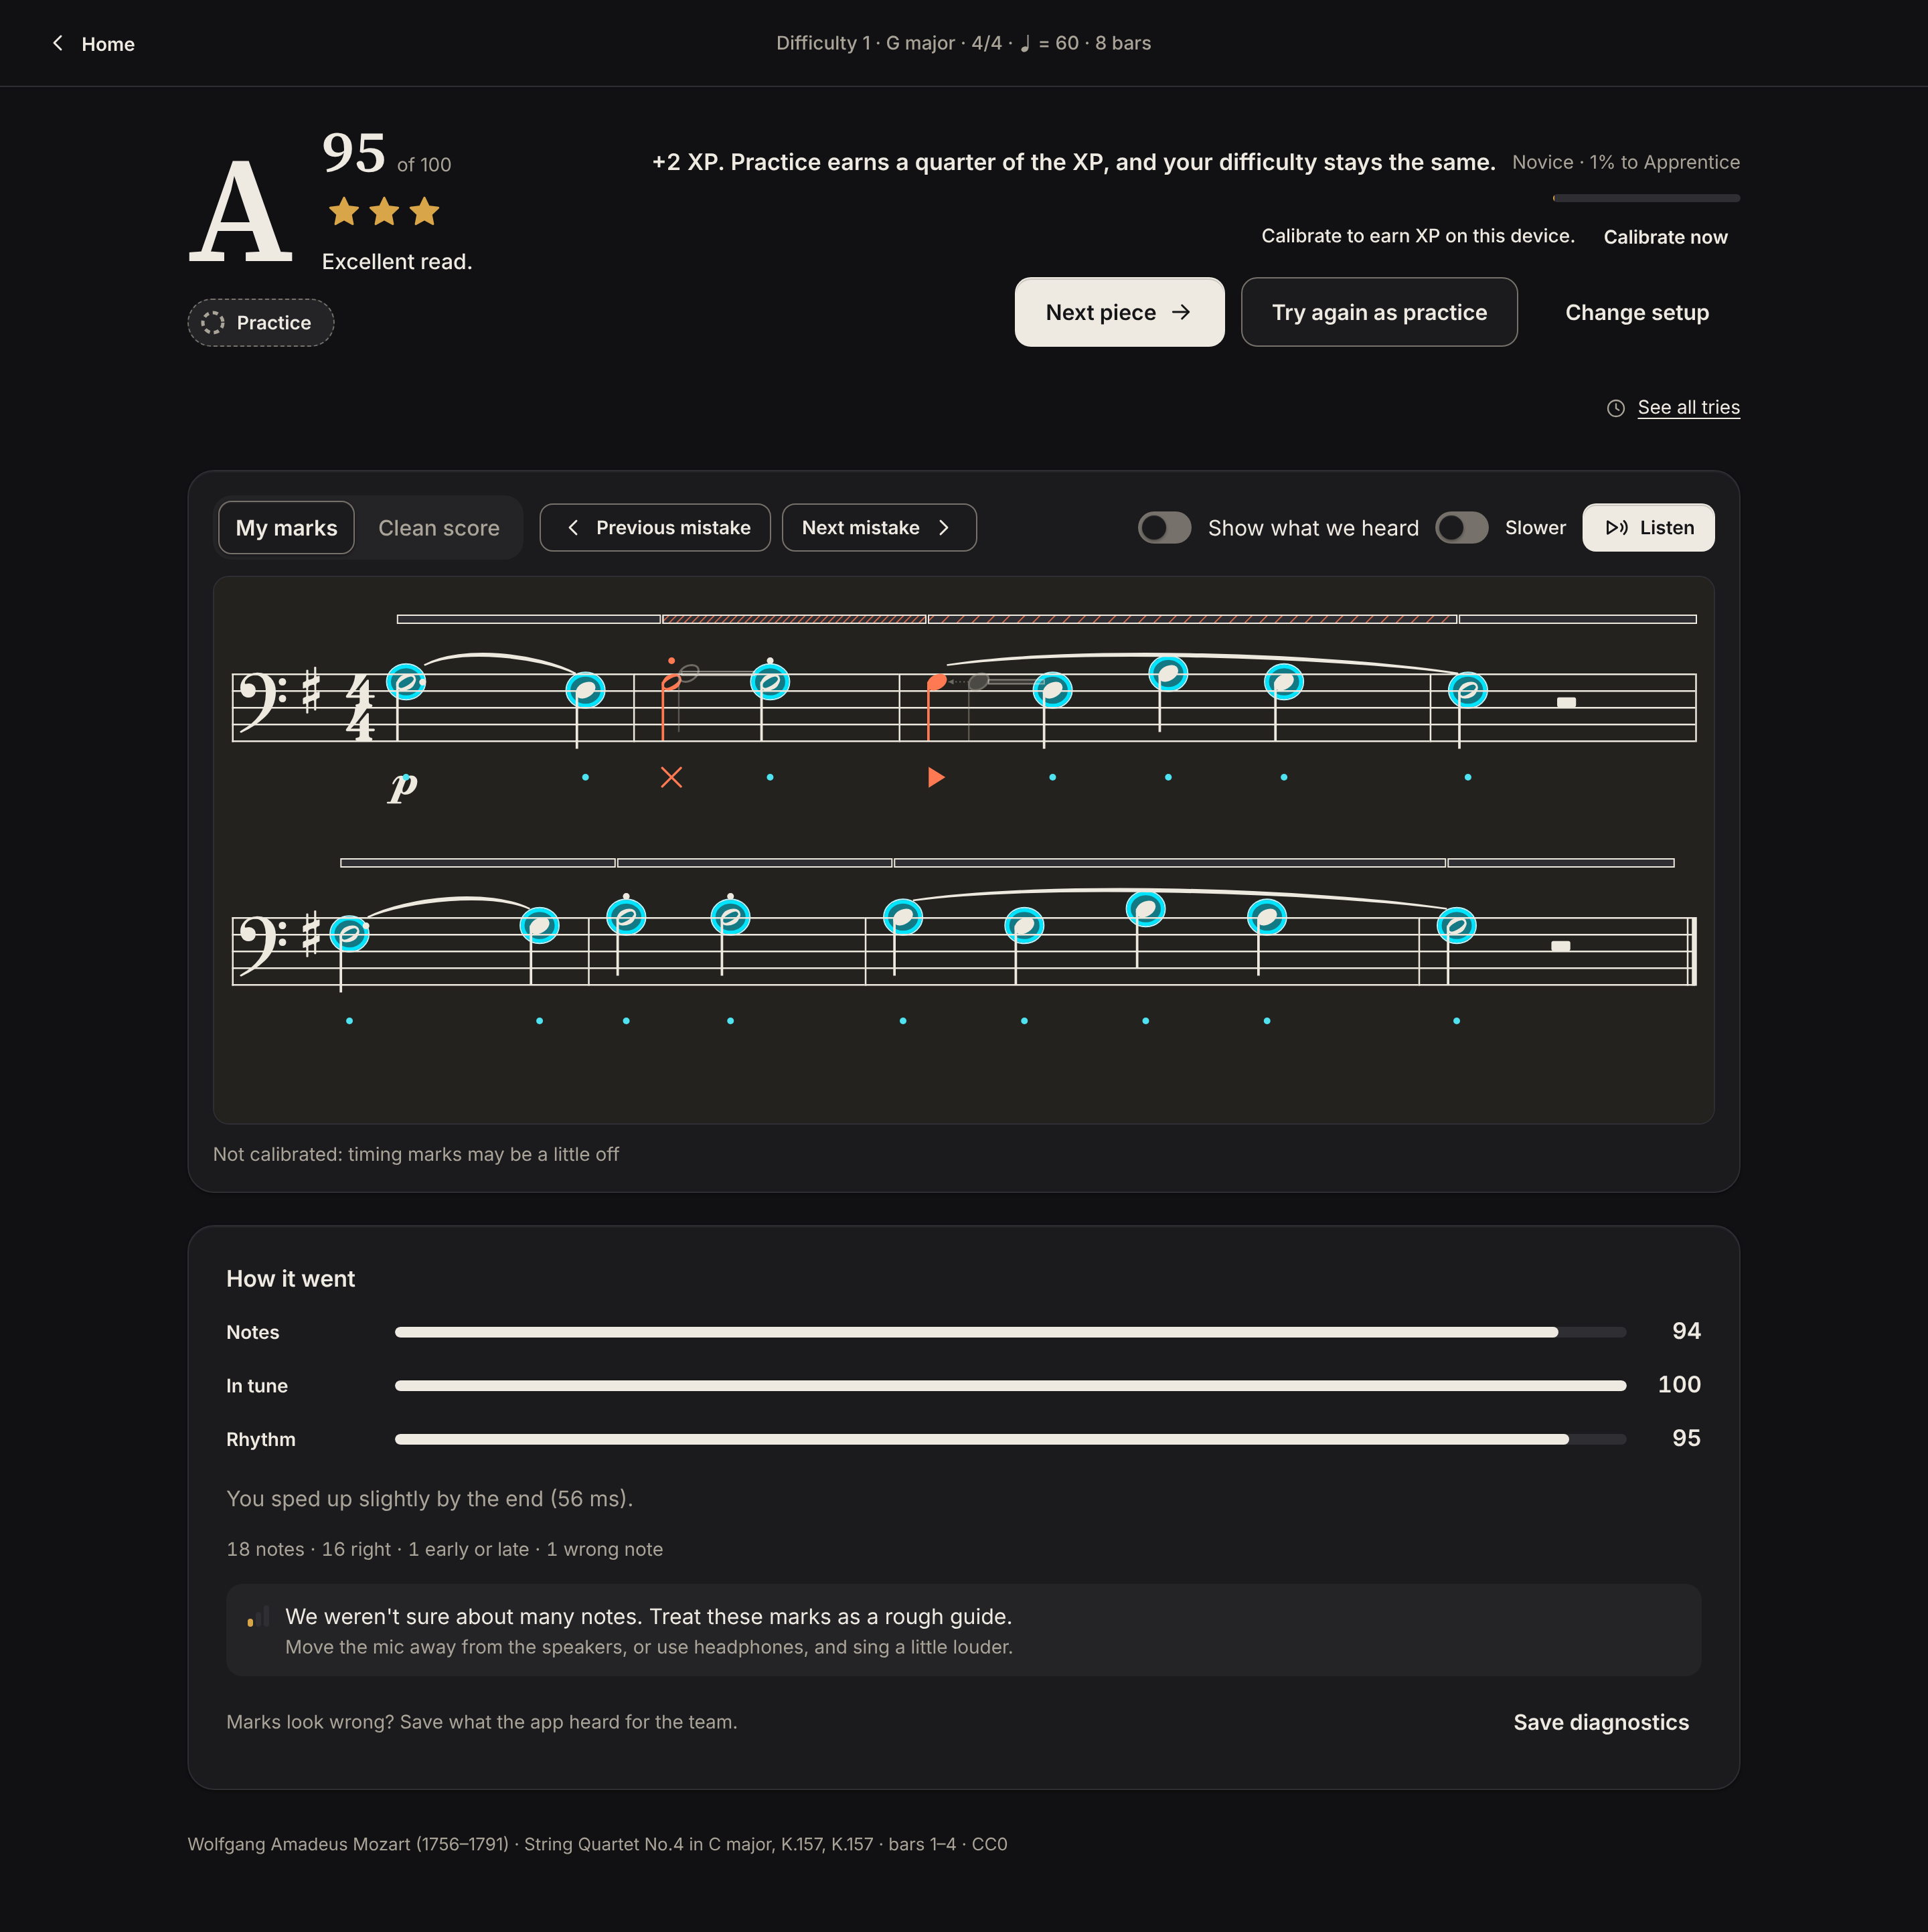 Home
Difficulty 1 · G major · 4/4 · ♩ = 60 · 8 bars
A
95 of 100
Excellent read.
Practice
+2 XP. Practice earns a quarter of the XP, and your difficulty stays the same. Novice · 1% to Apprentice
Calibrate to earn XP on this device. Calibrate now
Next piece → Try again as practice Change setup
See all tries
My marks Clean score Previous mistake Next mistake Show what we heard Slower Listen
4
4
p
Not calibrated: timing marks may be a little off
How it went
Notes 94
In tune 100
Rhythm 95
You sped up slightly by the end (56 ms).
18 notes · 16 right · 1 early or late · 1 wrong note
We weren't sure about many notes. Treat these marks as a rough guide.
Move the mic away from the speakers, or use headphones, and sing a little louder.
Marks look wrong? Save what the app heard for the team. Save diagnostics
Wolfgang Amadeus Mozart (1756–1791) · String Quartet No.4 in C major, K.157, K.157 · bars 1–4 · CC0